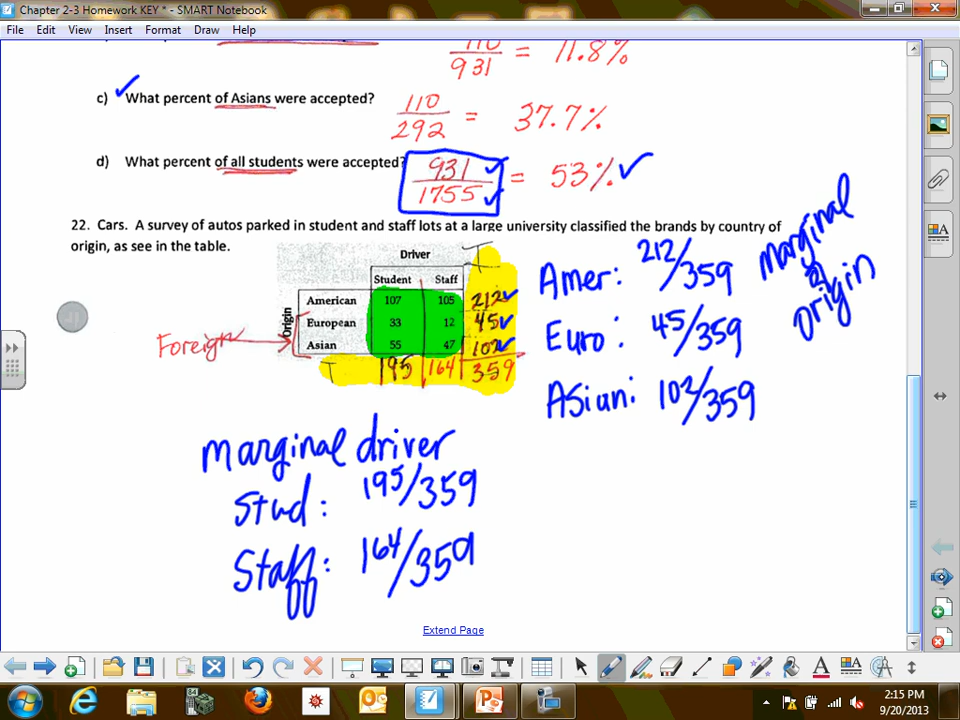 Chapter 2-3 Homework KEY * - SMART Notebook
File Edit View Insert Format Draw Help
110/931 = 11.8%
c) What percent of Asians were accepted? 110/292 = 37.7%
d) What percent of all students were accepted? 931/1755 = 53%
22. Cars. A survey of autos parked in student and staff lots at a large university classified the brands by country of
origin, as see in the table.
Driver T
Student Staff
Origin
American 107 105 212
European 33 12 45
Asian 55 47 102
T 195 164 359
Foreign
Amer: 212/359
Euro: 45/359
Asian: 102/359
marginal
of
origin
marginal driver
Stud: 195/359
Staff: 164/359
Extend Page
2:15 PM
9/20/2013